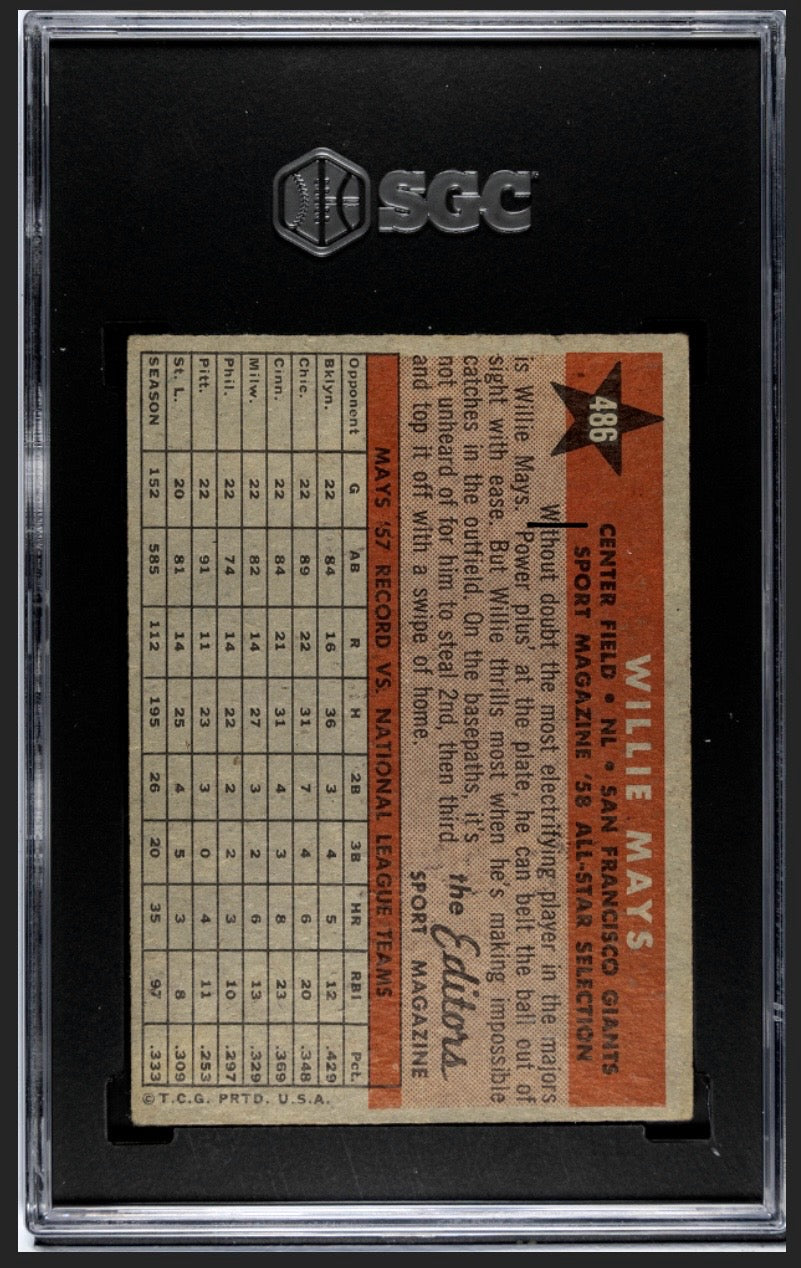 SGC
486
WILLIE MAYS
CENTER FIELD • NL • SAN FRANCISCO GIANTS
SPORT MAGAZINE '58 ALL-STAR SELECTION
Without doubt the most electrifying player in the majors
is Willie Mays. 'Power plus' at the plate, he can belt the ball out of
sight with ease. But Willie thrills most when he's making impossible
catches in the outfield. On the basepaths, it's
not unheard of for him to steal 2nd, then third
and top it off with a swipe of home.
the Editors
SPORT MAGAZINE
MAYS '57 RECORD VS. NATIONAL LEAGUE TEAMS
Opponent G AB R H 2B 3B HR RBI Pct.
Bklyn. 22 84 16 36 3 4 5 12 .429
Chic. 22 89 22 31 7 4 6 20 .348
Cinn. 22 84 21 31 4 3 8 23 .369
Milw. 22 82 14 27 3 2 6 13 .329
Phil. 22 74 14 22 2 2 3 10 .297
Pitt. 22 91 11 23 3 0 4 11 .253
St. L. 20 81 14 25 4 5 3 8 .309
SEASON 152 585 112 195 26 20 35 97 .333
© T.C.G. PRTD. U.S.A.